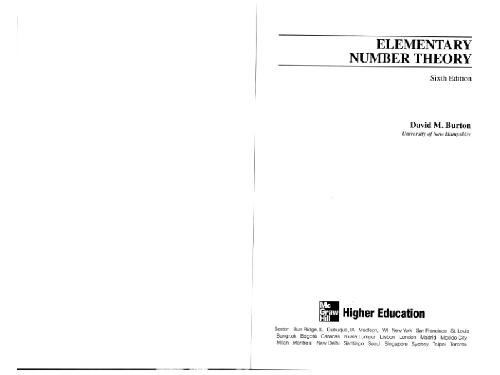 ELEMENTARY
NUMBER THEORY
Sixth Edition
David M. Burton
University of New Hampshire
Mc
Graw
Hill
Higher Education
Boston Burr Ridge, IL Dubuque, IA Madison, WI New York San Francisco St. Louis
Bangkok Bogotá Caracas Kuala Lumpur Lisbon London Madrid Mexico City
Milan Montreal New Delhi Santiago Seoul Singapore Sydney Taipei Toronto